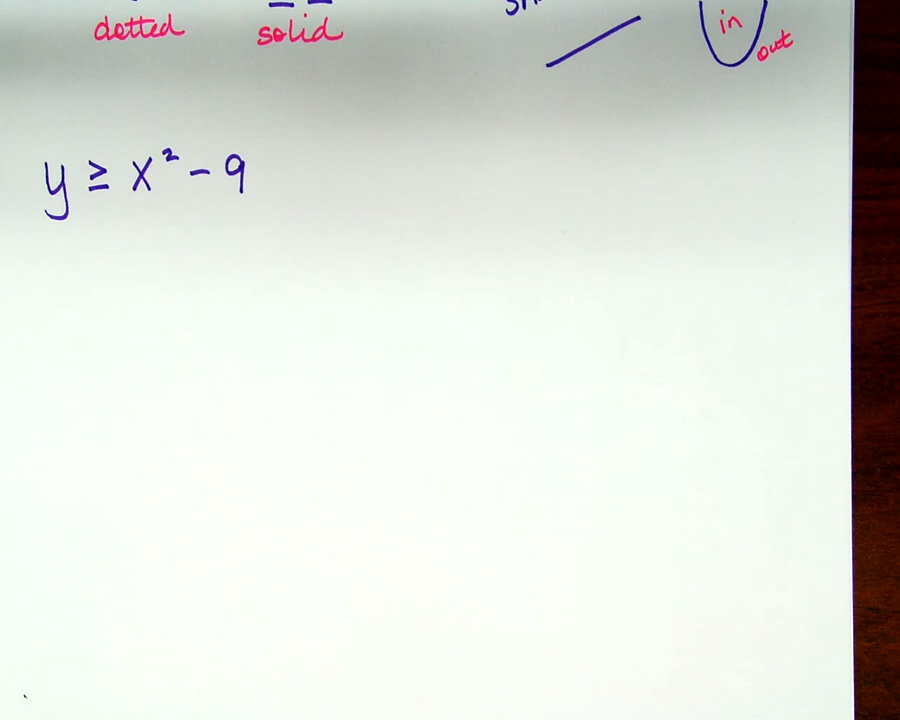 dotted solid
in
out
y ≥ x² - 9